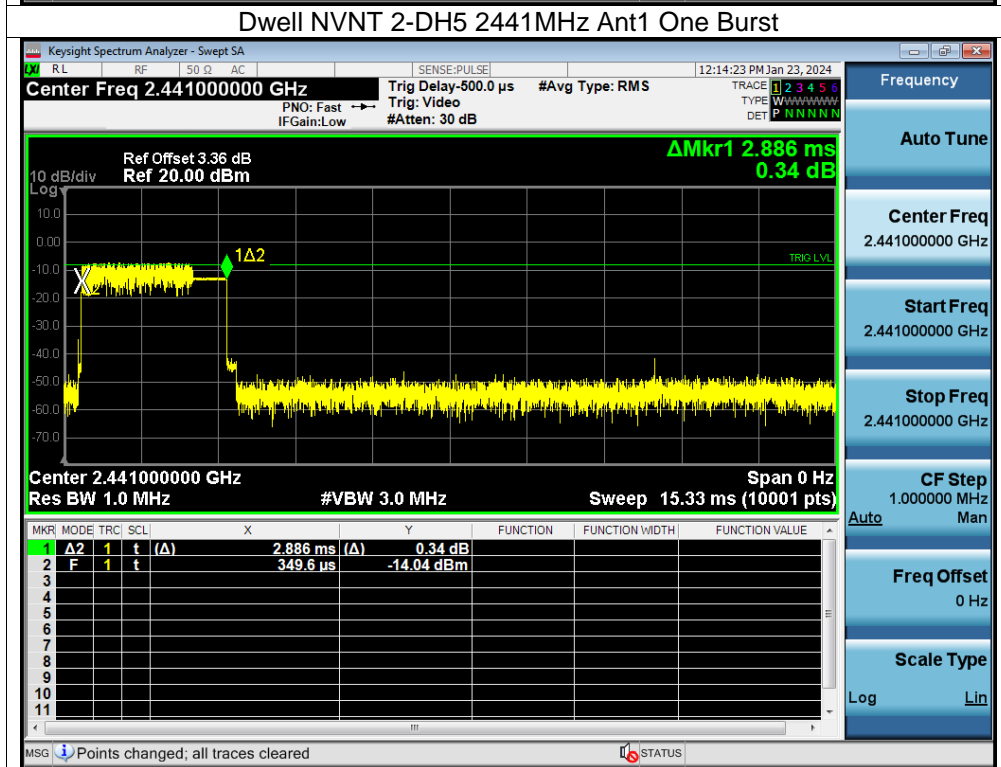 Dwell NVNT 2-DH5 2441MHz Ant1 One Burst
Keysight Spectrum Analyzer - Swept SA
LXI RL RF 50 Ω AC SENSE:PULSE 12:14:23 PM Jan 23, 2024
Center Freq 2.441000000 GHz
PNO: Fast
IFGain:Low
Trig Delay-500.0 µs
Trig: Video
#Atten: 30 dB
#Avg Type: RMS
TRACE 1 2 3 4 5 6
TYPE WWWWWW
DET P N N N N N
Frequency
Auto Tune
Center Freq
2.441000000 GHz
Start Freq
2.441000000 GHz
Stop Freq
2.441000000 GHz
CF Step
1.000000 MHz
Auto Man
Freq Offset
0 Hz
Scale Type
Log Lin
Ref Offset 3.36 dB
10 dB/div Ref 20.00 dBm
Log
ΔMkr1 2.886 ms
0.34 dB
10.0
0.00
-10.0
-20.0
-30.0
-40.0
-50.0
-60.0
-70.0
1Δ2
TRIG LVL
Center 2.441000000 GHz Span 0 Hz
Res BW 1.0 MHz #VBW 3.0 MHz Sweep 15.33 ms (10001 pts)
MKR MODE TRC SCL X Y FUNCTION FUNCTION WIDTH FUNCTION VALUE
1 Δ2 1 t (Δ) 2.886 ms (Δ) 0.34 dB
2 F 1 t 349.6 µs -14.04 dBm
3
4
5
6
7
8
9
10
11
MSG Points changed; all traces cleared STATUS